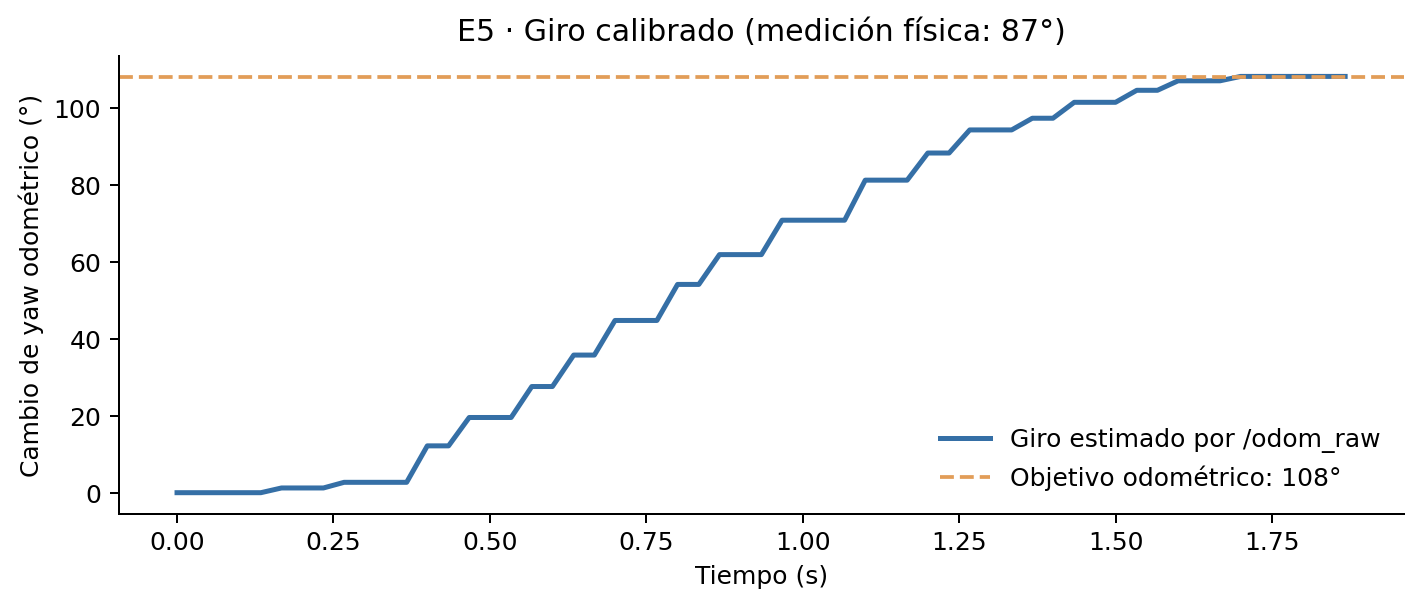 E5 · Giro calibrado (medición física: 87°)
Cambio de yaw odométrico (°)
100
80
60
40
20
0
Giro estimado por /odom_raw
Objetivo odométrico: 108°
0.00 0.25 0.50 0.75 1.00 1.25 1.50 1.75
Tiempo (s)